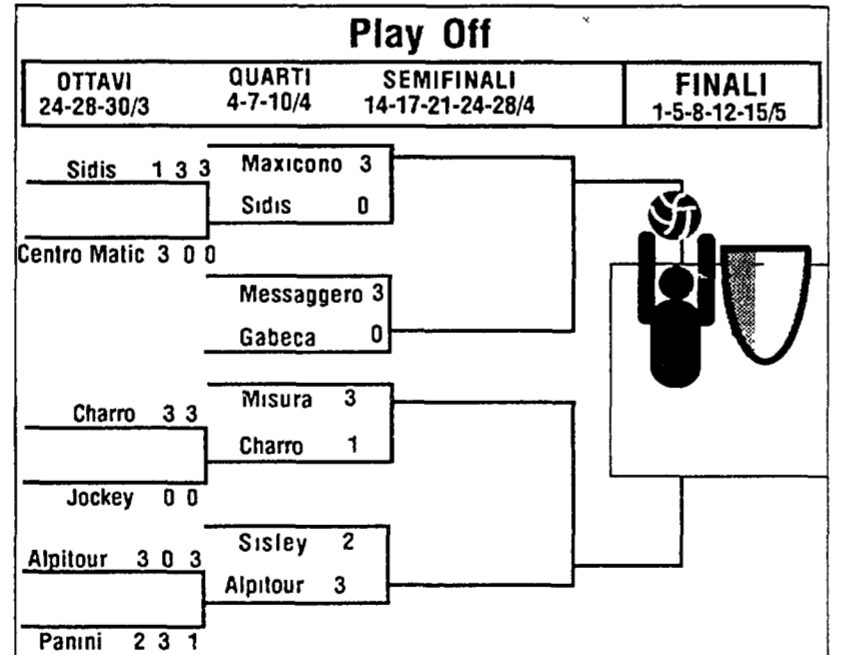 Play Off
OTTAVI
24-28-30/3
QUARTI
4-7-10/4
SEMIFINALI
14-17-21-24-28/4
FINALI
1-5-8-12-15/5
Sidis 1 3 3
Centro Matic 3 0 0
Maxicono 3
Sidis 0
Messaggero 3
Gabeca 0
Charro 3 3
Jockey 0 0
Misura 3
Charro 1
Alpitour 3 0 3
Panini 2 3 1
Sisley 2
Alpitour 3